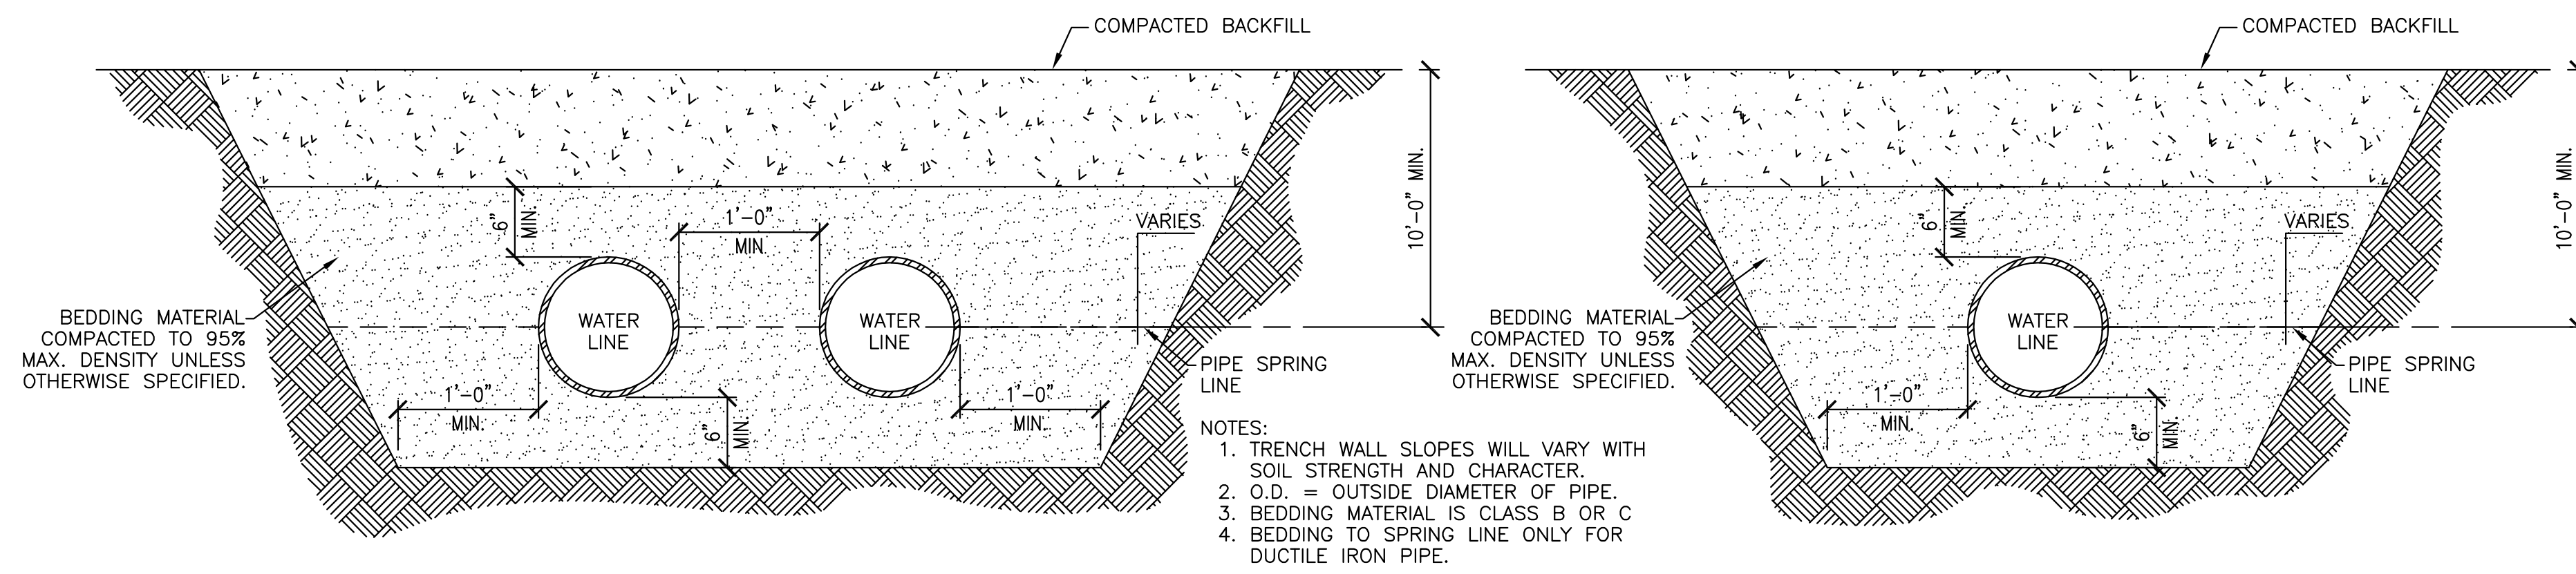 COMPACTED BACKFILL
6"
MIN.
1'-0"
MIN.
VARIES
10'-0" MIN.
WATER
LINE
WATER
LINE
BEDDING MATERIAL
COMPACTED TO 95%
MAX. DENSITY UNLESS
OTHERWISE SPECIFIED.
PIPE SPRING
LINE
1'-0"
MIN.
6"
MIN.
1'-0"
MIN.
NOTES:
1. TRENCH WALL SLOPES WILL VARY WITH
SOIL STRENGTH AND CHARACTER.
2. O.D. = OUTSIDE DIAMETER OF PIPE.
3. BEDDING MATERIAL IS CLASS B OR C
4. BEDDING TO SPRING LINE ONLY FOR
DUCTILE IRON PIPE.
COMPACTED BACKFILL
6"
MIN.
VARIES
10'-0" MIN.
WATER
LINE
BEDDING MATERIAL
COMPACTED TO 95%
MAX. DENSITY UNLESS
OTHERWISE SPECIFIED.
PIPE SPRING
LINE
1'-0"
MIN.
6"
MIN.